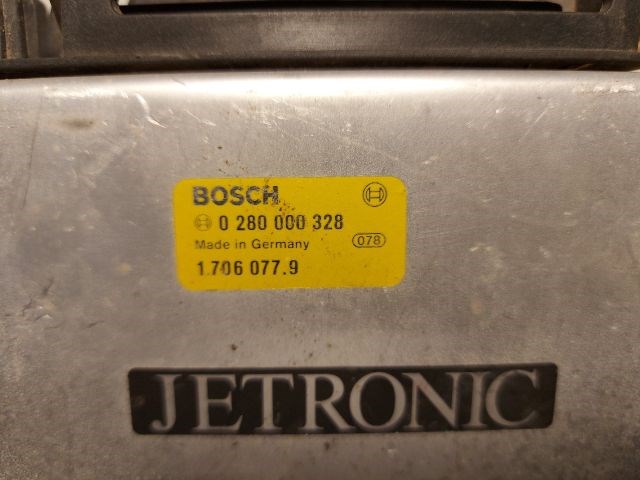 BOSCH
0 280 000 328
Made in Germany 078
1.706 077.9
JETRONIC